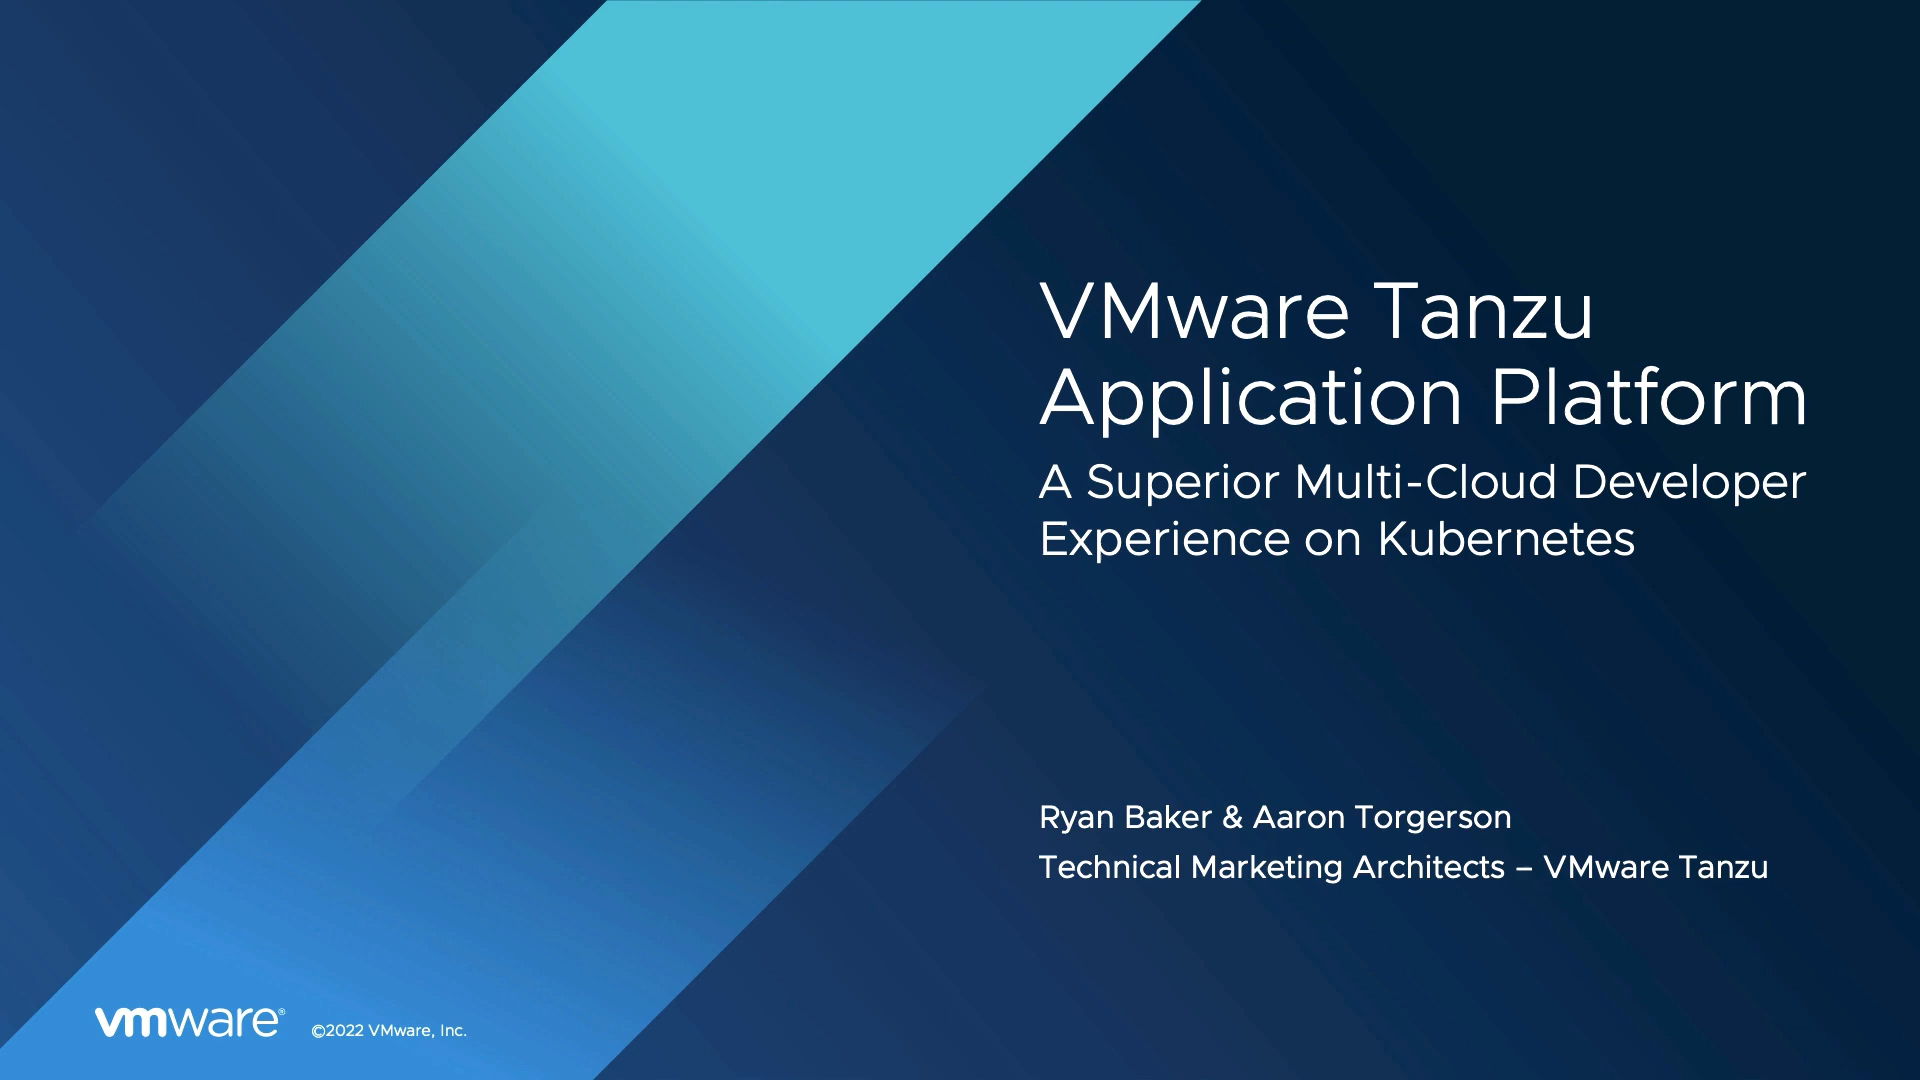 VMware Tanzu
Application Platform
A Superior Multi-Cloud Developer
Experience on Kubernetes
Ryan Baker & Aaron Torgerson
Technical Marketing Architects – VMware Tanzu
vmware®
©2022 VMware, Inc.